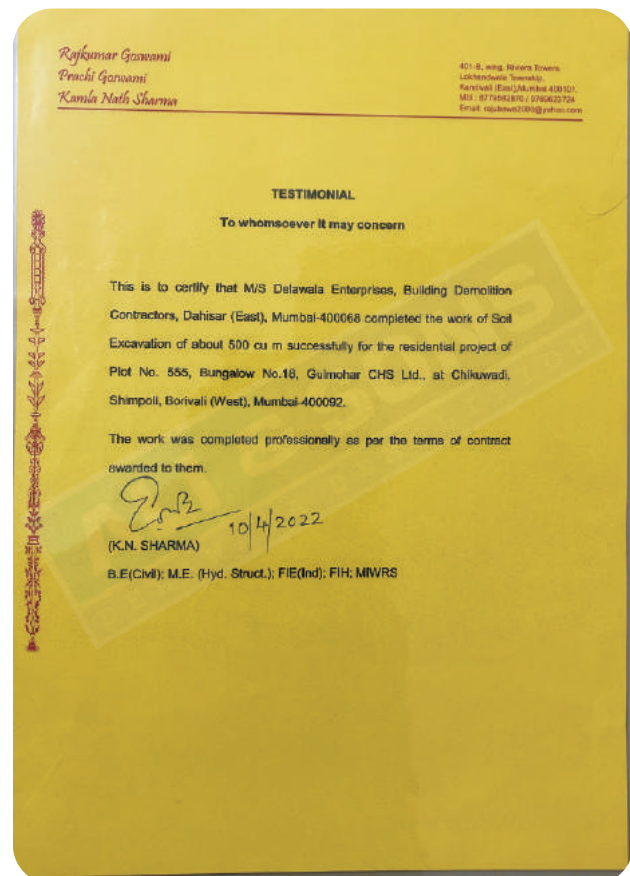 Rajkumar Goswami
Prachi Goswami
Kamla Nath Sharma
401-B, wing, Riviera Towers,
Lokhandwala Township,
Kandivali (East),Mumbai 400101.
TESTIMONIAL
To whomsoever it may concern
This is to certify that M/S Delawala Enterprises, Building Demolition
Contractors, Dahisar (East), Mumbai-400068 completed the work of Soil
Excavation of about 500 cu m successfully for the residential project of
Plot No. 555, Bungalow No.18, Gulmohar CHS Ltd., at Chikuwadi,
Shimpoli, Borivali (West), Mumbai-400092.
The work was completed professionally as per the terms of contract
awarded to them.
10/4/2022
(K.N. SHARMA)
B.E(Civil); M.E. (Hyd. Struct.); FIE(Ind); FIH; MIWRS